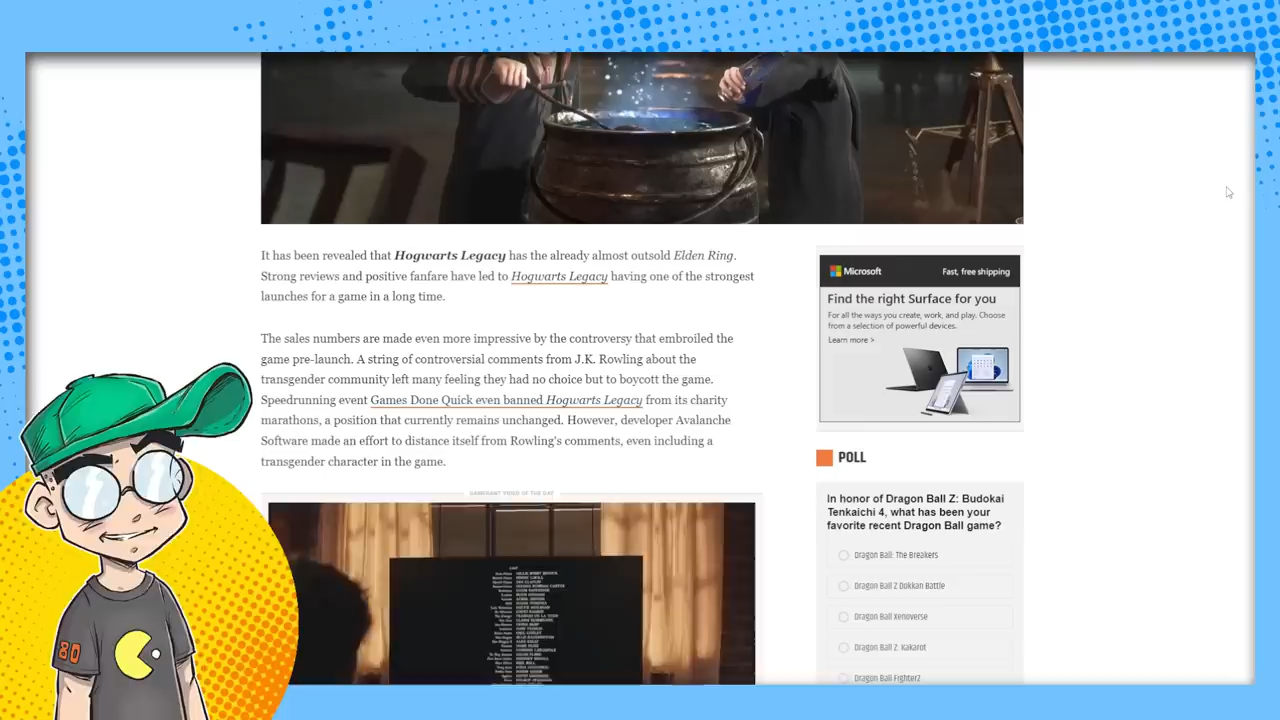 It has been revealed that Hogwarts Legacy has the already almost outsold Elden Ring.
Strong reviews and positive fanfare have led to Hogwarts Legacy having one of the strongest
launches for a game in a long time.
The sales numbers are made even more impressive by the controversy that embroiled the
game pre-launch. A string of controversial comments from J.K. Rowling about the
transgender community left many feeling they had no choice but to boycott the game.
Speedrunning event Games Done Quick even banned Hogwarts Legacy from its charity
marathons, a position that currently remains unchanged. However, developer Avalanche
Software made an effort to distance itself from Rowling's comments, even including a
transgender character in the game.
GAMERANT VIDEO OF THE DAY
CAST
Microsoft
Fast, free shipping
Find the right Surface for you
For all the ways you create, work, and play. Choose
from a selection of powerful devices.
Learn more >
POLL
In honor of Dragon Ball Z: Budokai
Tenkaichi 4, what has been your
favorite recent Dragon Ball game?
Dragon Ball: The Breakers
Dragon Ball Z Dokkan Battle
Dragon Ball Xenoverse
Dragon Ball Z: Kakarot
Dragon Ball FighterZ
80